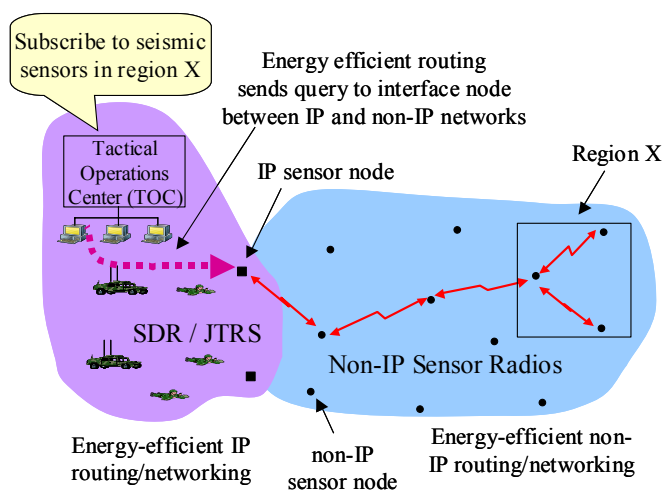 Subscribe to seismic
sensors in region X
Energy efficient routing
sends query to interface node
between IP and non-IP networks
Tactical
Operations
Center (TOC)
IP sensor node
Region X
SDR / JTRS
Non-IP Sensor Radios
Energy-efficient IP
routing/networking
non-IP
sensor node
Energy-efficient non-
IP routing/networking